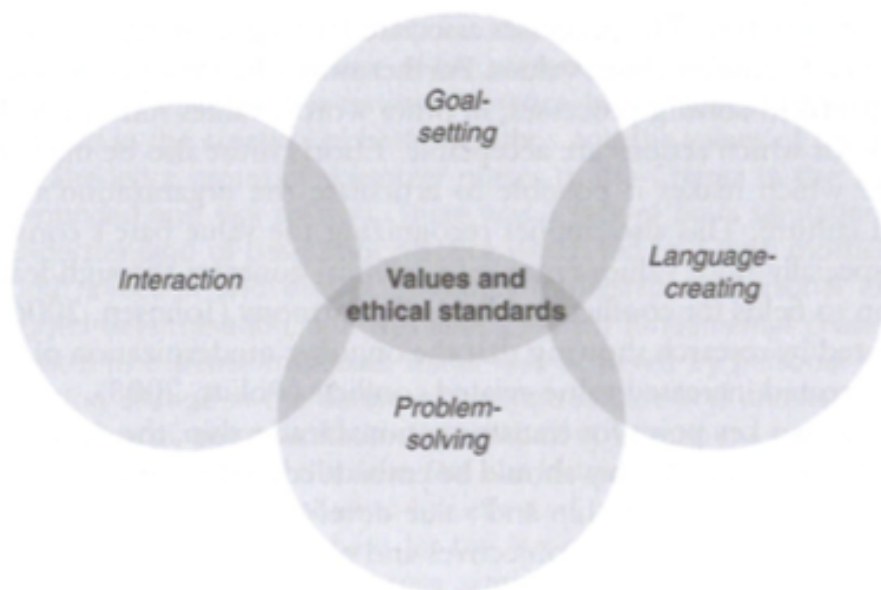 Goal-
setting
Interaction
Values and
ethical standards
Language-
creating
Problem-
solving